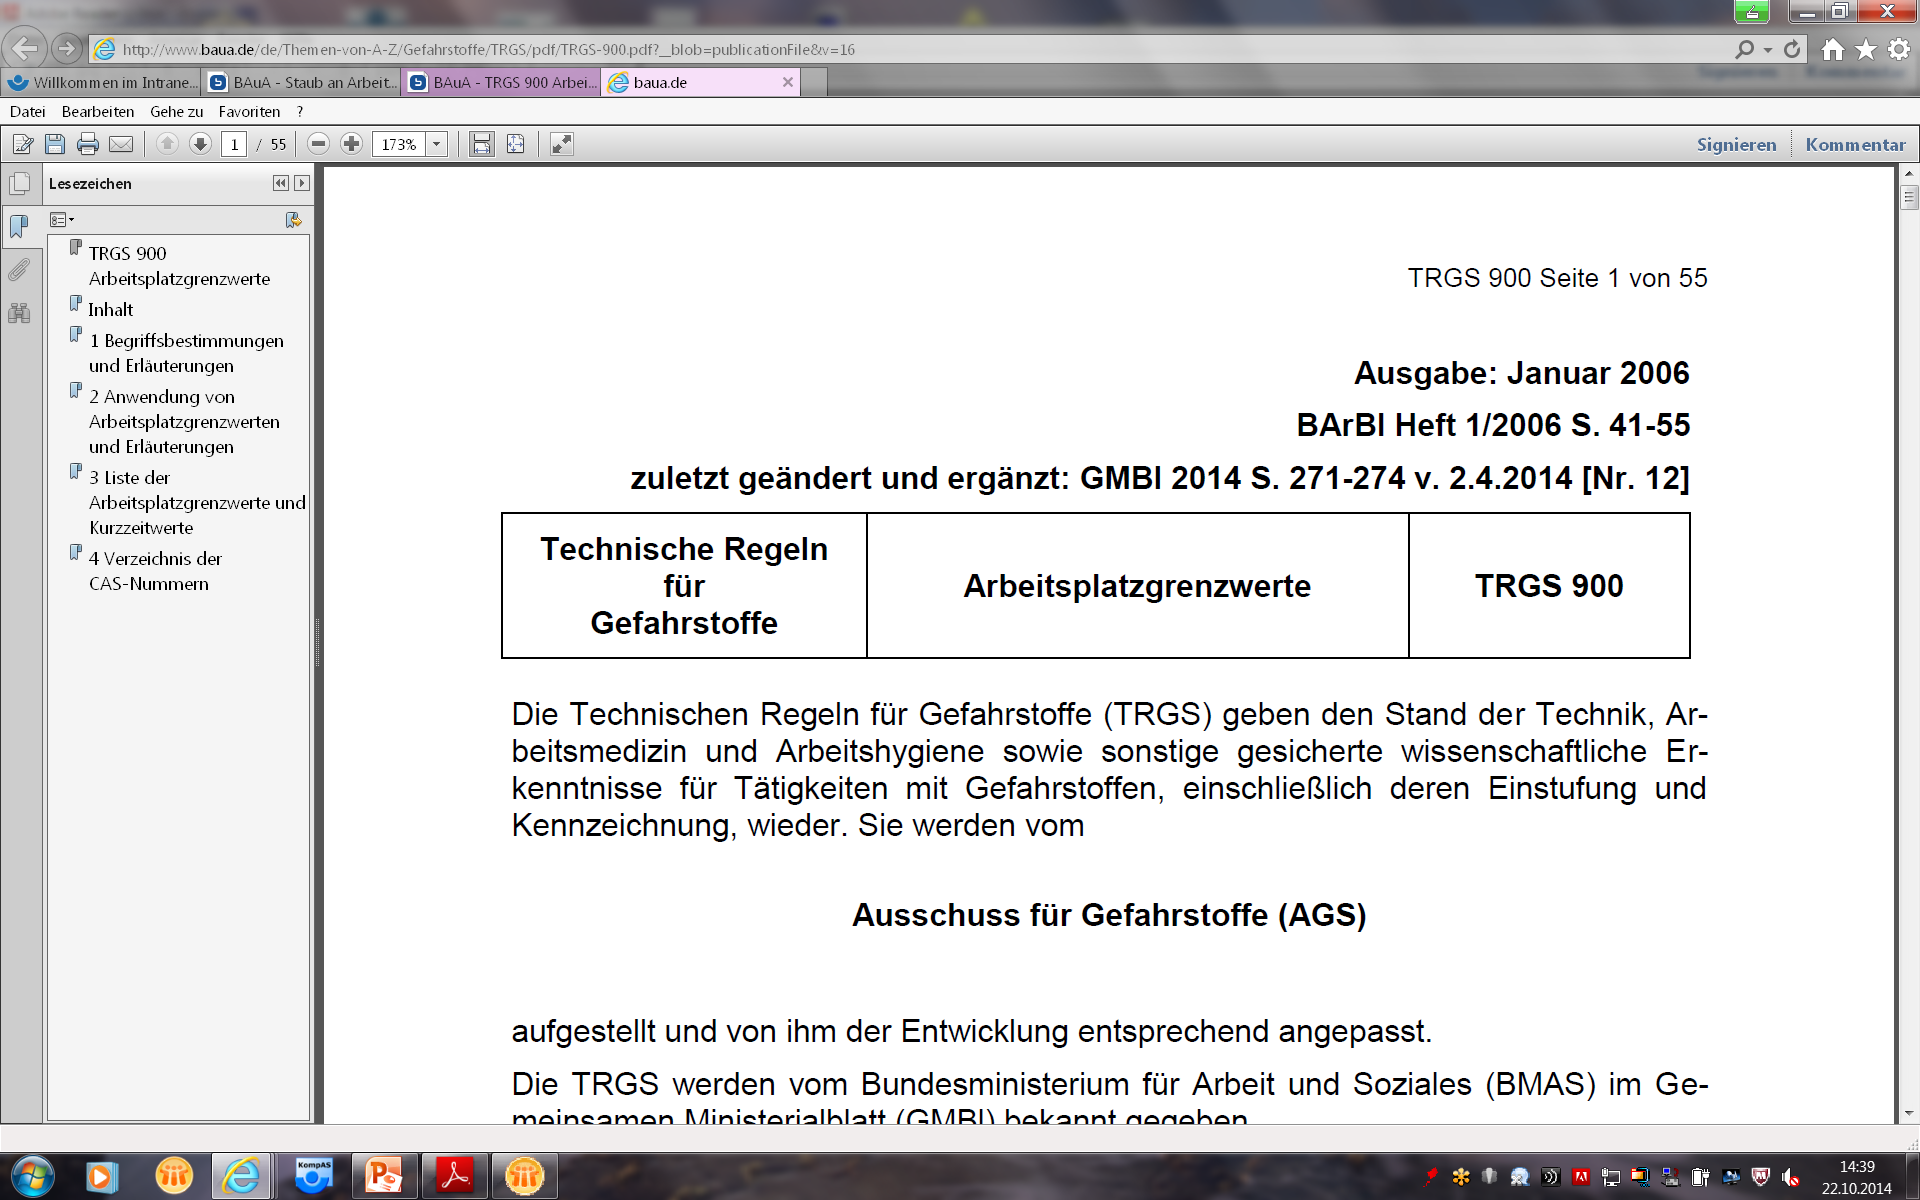 http://www.baua.de/de/Themen-von-A-Z/Gefahrstoffe/TRGS/pdf/TRGS-900.pdf?__blob=publicationFile&v=16
Willkommen im Intrane... BAuA - Staub an Arbeit... BAuA - TRGS 900 Arbei... baua.de
Datei Bearbeiten Gehe zu Favoriten ?
1 / 55 173% Signieren Kommentar
Lesezeichen
TRGS 900
Arbeitsplatzgrenzwerte
Inhalt
1 Begriffsbestimmungen
und Erläuterungen
2 Anwendung von
Arbeitsplatzgrenzwerten
und Erläuterungen
3 Liste der
Arbeitsplatzgrenzwerte und
Kurzzeitwerte
4 Verzeichnis der
CAS-Nummern
TRGS 900 Seite 1 von 55
Ausgabe: Januar 2006
BArBl Heft 1/2006 S. 41-55
zuletzt geändert und ergänzt: GMBl 2014 S. 271-274 v. 2.4.2014 [Nr. 12]
Technische Regeln
für
Gefahrstoffe
Arbeitsplatzgrenzwerte
TRGS 900
Die Technischen Regeln für Gefahrstoffe (TRGS) geben den Stand der Technik, Ar-
beitsmedizin und Arbeitshygiene sowie sonstige gesicherte wissenschaftliche Er-
kenntnisse für Tätigkeiten mit Gefahrstoffen, einschließlich deren Einstufung und
Kennzeichnung, wieder. Sie werden vom
Ausschuss für Gefahrstoffe (AGS)
aufgestellt und von ihm der Entwicklung entsprechend angepasst.
Die TRGS werden vom Bundesministerium für Arbeit und Soziales (BMAS) im Ge-
meinsamen Ministerialblatt (GMBl) bekannt gegeben
KompAS
14:39
22.10.2014